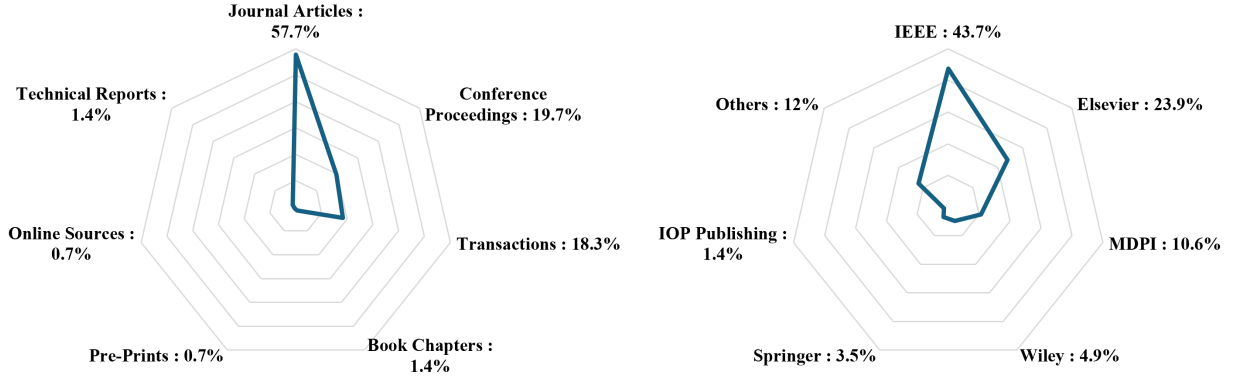 Journal Articles :
57.7%
Conference
Proceedings : 19.7%
Transactions : 18.3%
Book Chapters :
1.4%
Pre-Prints : 0.7%
Online Sources :
0.7%
Technical Reports :
1.4%
IEEE : 43.7%
Elsevier : 23.9%
MDPI : 10.6%
Wiley : 4.9%
Springer : 3.5%
IOP Publishing :
1.4%
Others : 12%